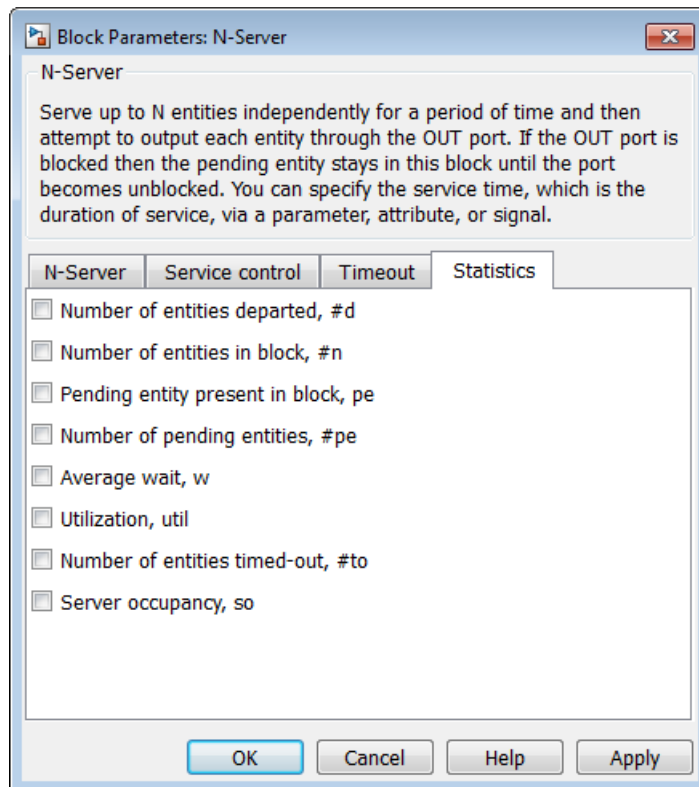 Block Parameters: N-Server
N-Server
Serve up to N entities independently for a period of time and then
attempt to output each entity through the OUT port. If the OUT port is
blocked then the pending entity stays in this block until the port
becomes unblocked. You can specify the service time, which is the
duration of service, via a parameter, attribute, or signal.
N-Server Service control Timeout Statistics
Number of entities departed, #d
Number of entities in block, #n
Pending entity present in block, pe
Number of pending entities, #pe
Average wait, w
Utilization, util
Number of entities timed-out, #to
Server occupancy, so
OK Cancel Help Apply